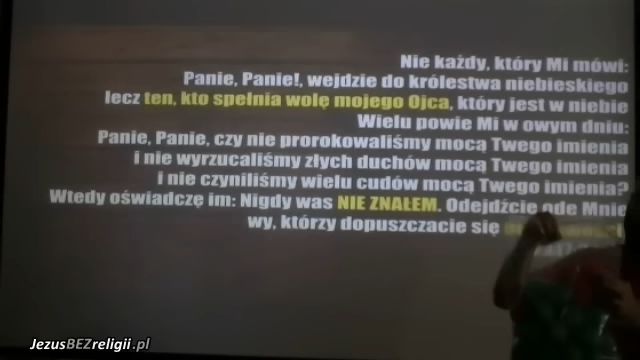 Nie każdy, który Mi mówi:
Panie, Panie!, wejdzie do królestwa niebieskiego
lecz ten, kto spełnia wolę mojego Ojca, który jest w niebie
Wielu powie Mi w owym dniu:
Panie, Panie, czy nie prorokowaliśmy mocą Twego imienia
i nie wyrzucaliśmy złych duchów mocą Twego imienia
i nie czyniliśmy wielu cudów mocą Twego imienia?
Wtedy oświadczę im: Nigdy was NIE ZNAŁEM. Odejdźcie ode Mnie
wy, którzy dopuszczacie się
JezusBEZreligii.pl